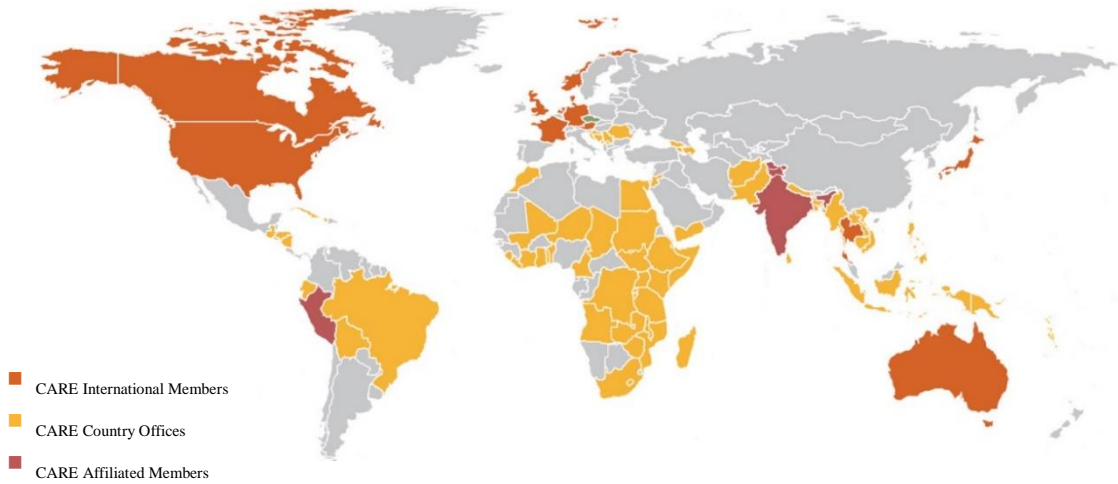 CARE International Members
CARE Country Offices
CARE Affiliated Members